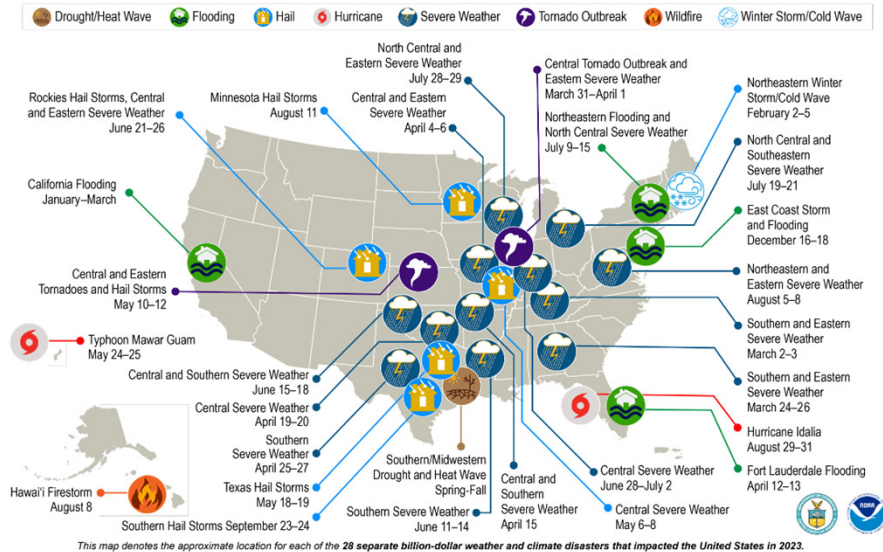 Drought/Heat Wave
Flooding
Hail
Hurricane
Severe Weather
Tornado Outbreak
Wildfire
Winter Storm/Cold Wave
North Central and
Eastern Severe Weather
July 28–29
Central Tornado Outbreak and
Eastern Severe Weather
March 31–April 1
Rockies Hail Storms, Central
and Eastern Severe Weather
June 21–26
Minnesota Hail Storms
August 11
Central and Eastern
Severe Weather
April 4–6
Northeastern Flooding and
North Central Severe Weather
July 9–15
Northeastern Winter
Storm/Cold Wave
February 2–5
North Central and
Southeastern
Severe Weather
July 19–21
California Flooding
January–March
East Coast Storm
and Flooding
December 16–18
Central and Eastern
Tornadoes and Hail Storms
May 10–12
Northeastern and
Eastern Severe Weather
August 5–8
Typhoon Mawar Guam
May 24–25
Southern and Eastern
Severe Weather
March 2–3
Central and Southern Severe Weather
June 15–18
Southern and Eastern
Severe Weather
March 24–26
Central Severe Weather
April 19–20
Hurricane Idalia
August 29–31
Southern
Severe Weather
April 25–27
Fort Lauderdale Flooding
April 12–13
Texas Hail Storms
May 18–19
Southern/Midwestern
Drought and Heat Wave
Spring-Fall
Central and
Southern
Severe Weather
April 15
Central Severe Weather
June 28–July 2
Hawai'i Firestorm
August 8
Southern Hail Storms September 23–24
Southern Severe Weather
June 11–14
Central Severe Weather
May 6–8
NOAA
This map denotes the approximate location for each of the 28 separate billion-dollar weather and climate disasters that impacted the United States in 2023.